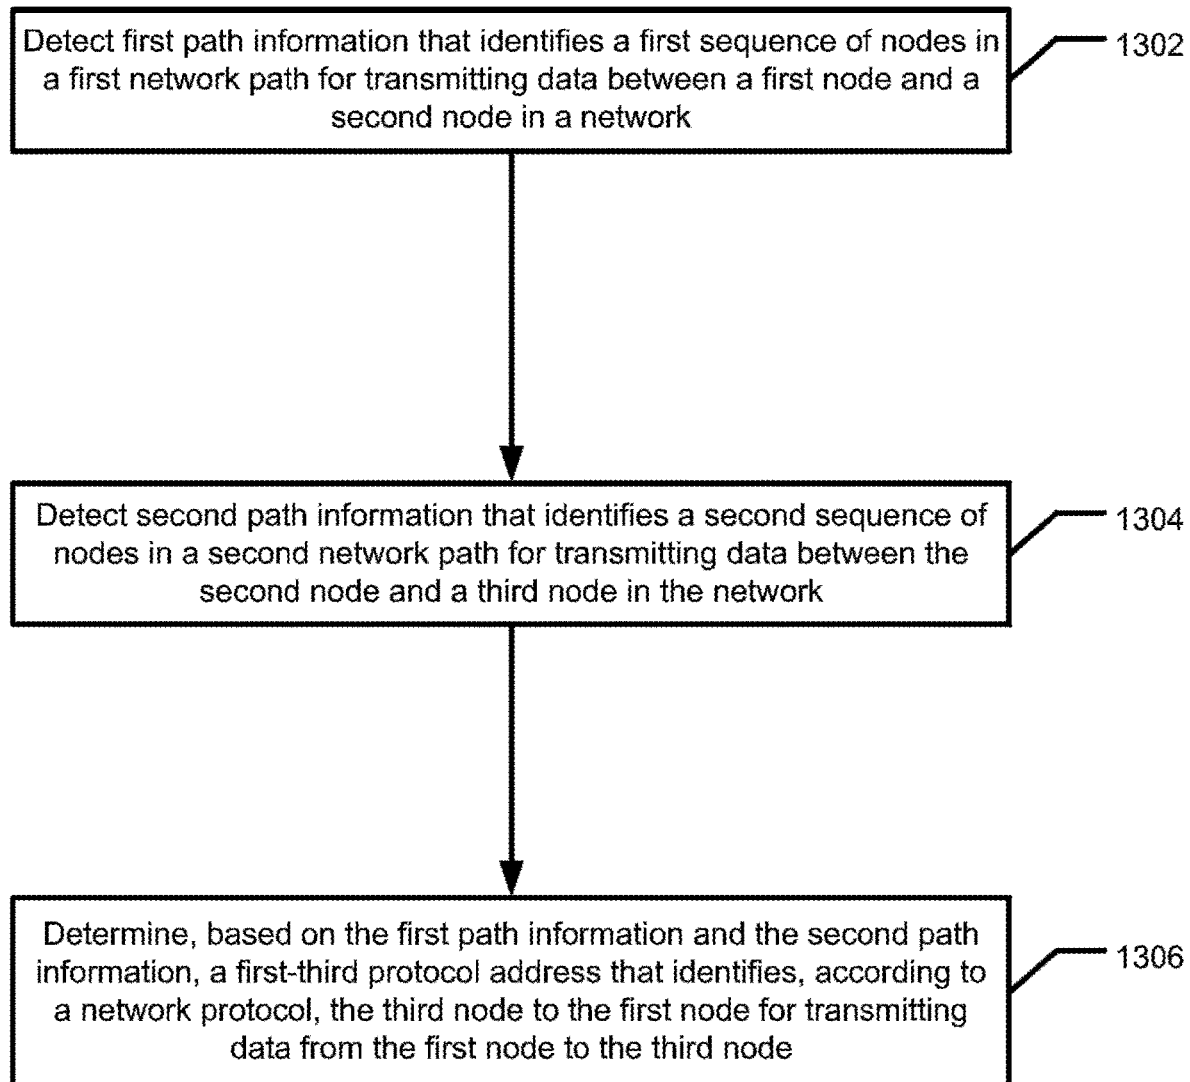 Detect first path information that identifies a first sequence of nodes in
a first network path for transmitting data between a first node and a
second node in a network
1302
Detect second path information that identifies a second sequence of
nodes in a second network path for transmitting data between the
second node and a third node in the network
1304
Determine, based on the first path information and the second path
information, a first-third protocol address that identifies, according to
a network protocol, the third node to the first node for transmitting
data from the first node to the third node
1306